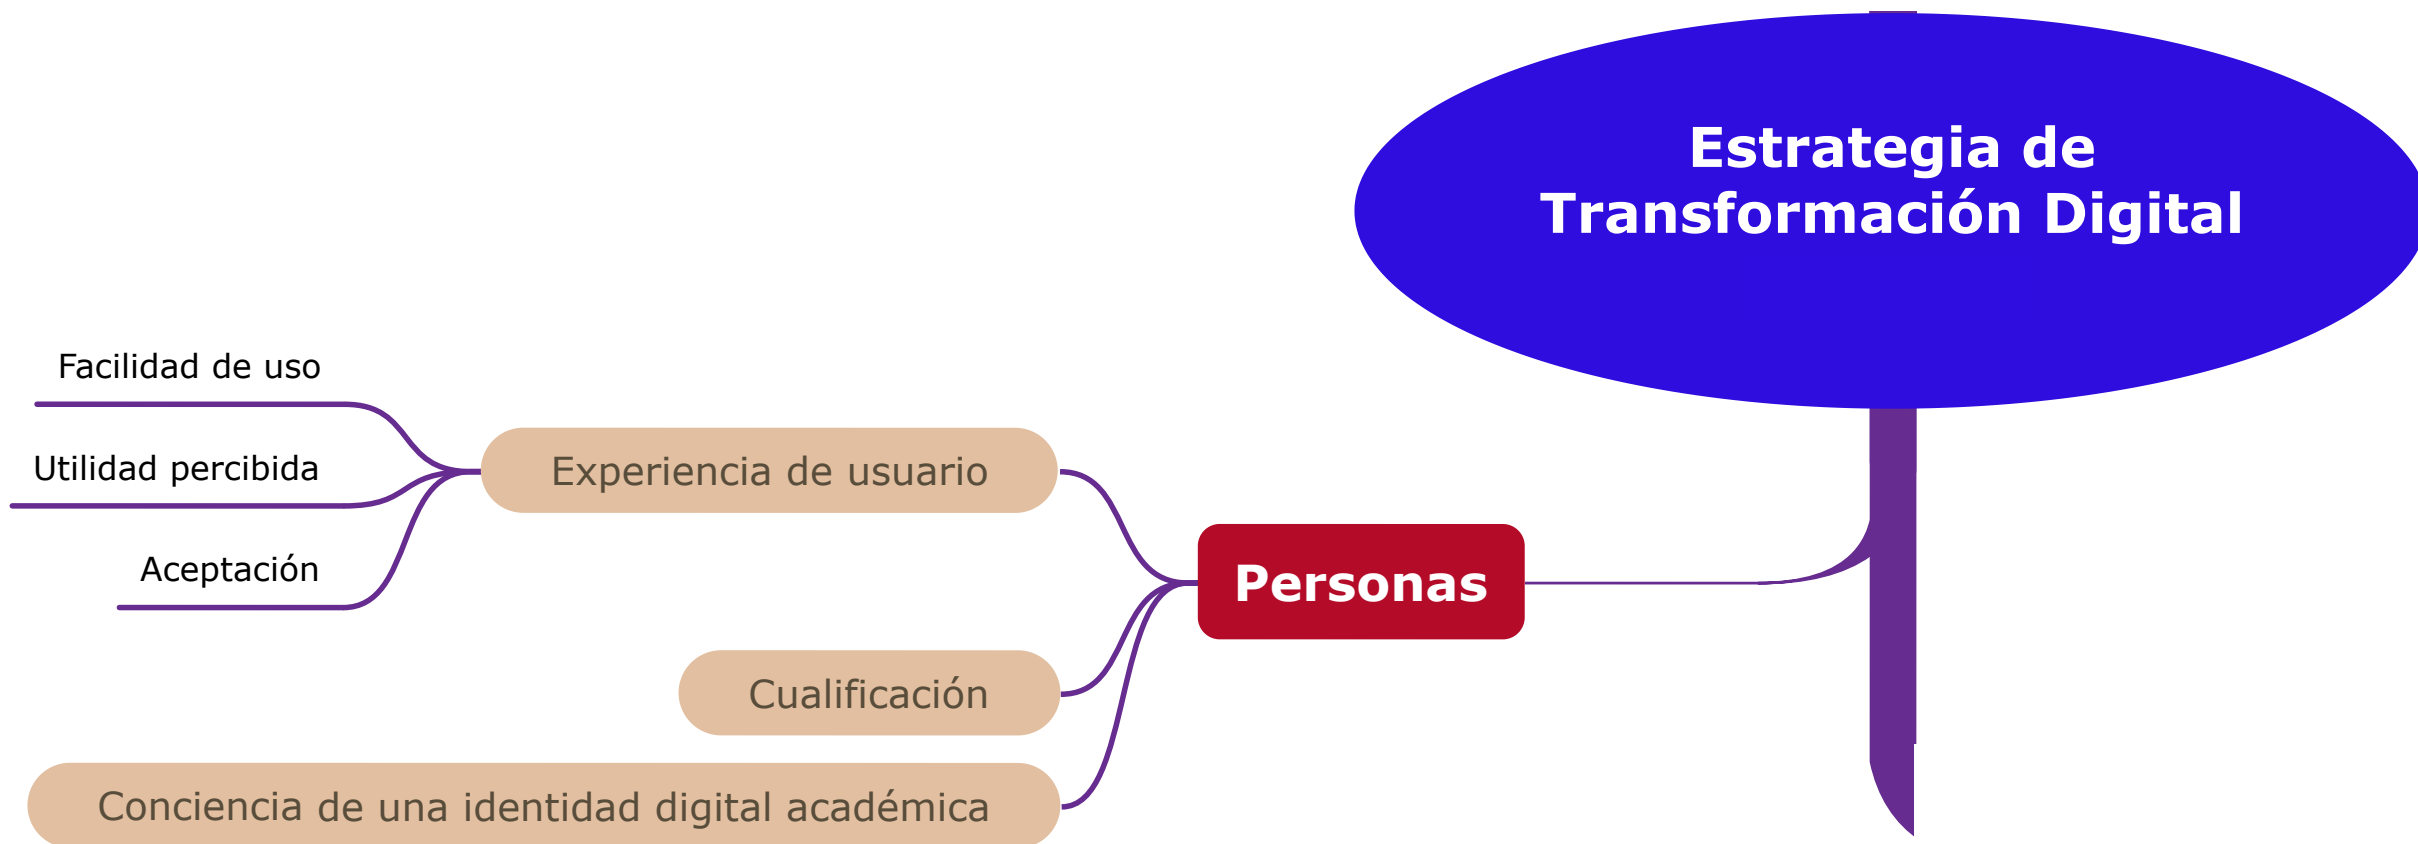 Estrategia de
Transformación Digital
Facilidad de uso
Utilidad percibida
Aceptación
Experiencia de usuario
Personas
Cualificación
Conciencia de una identidad digital académica